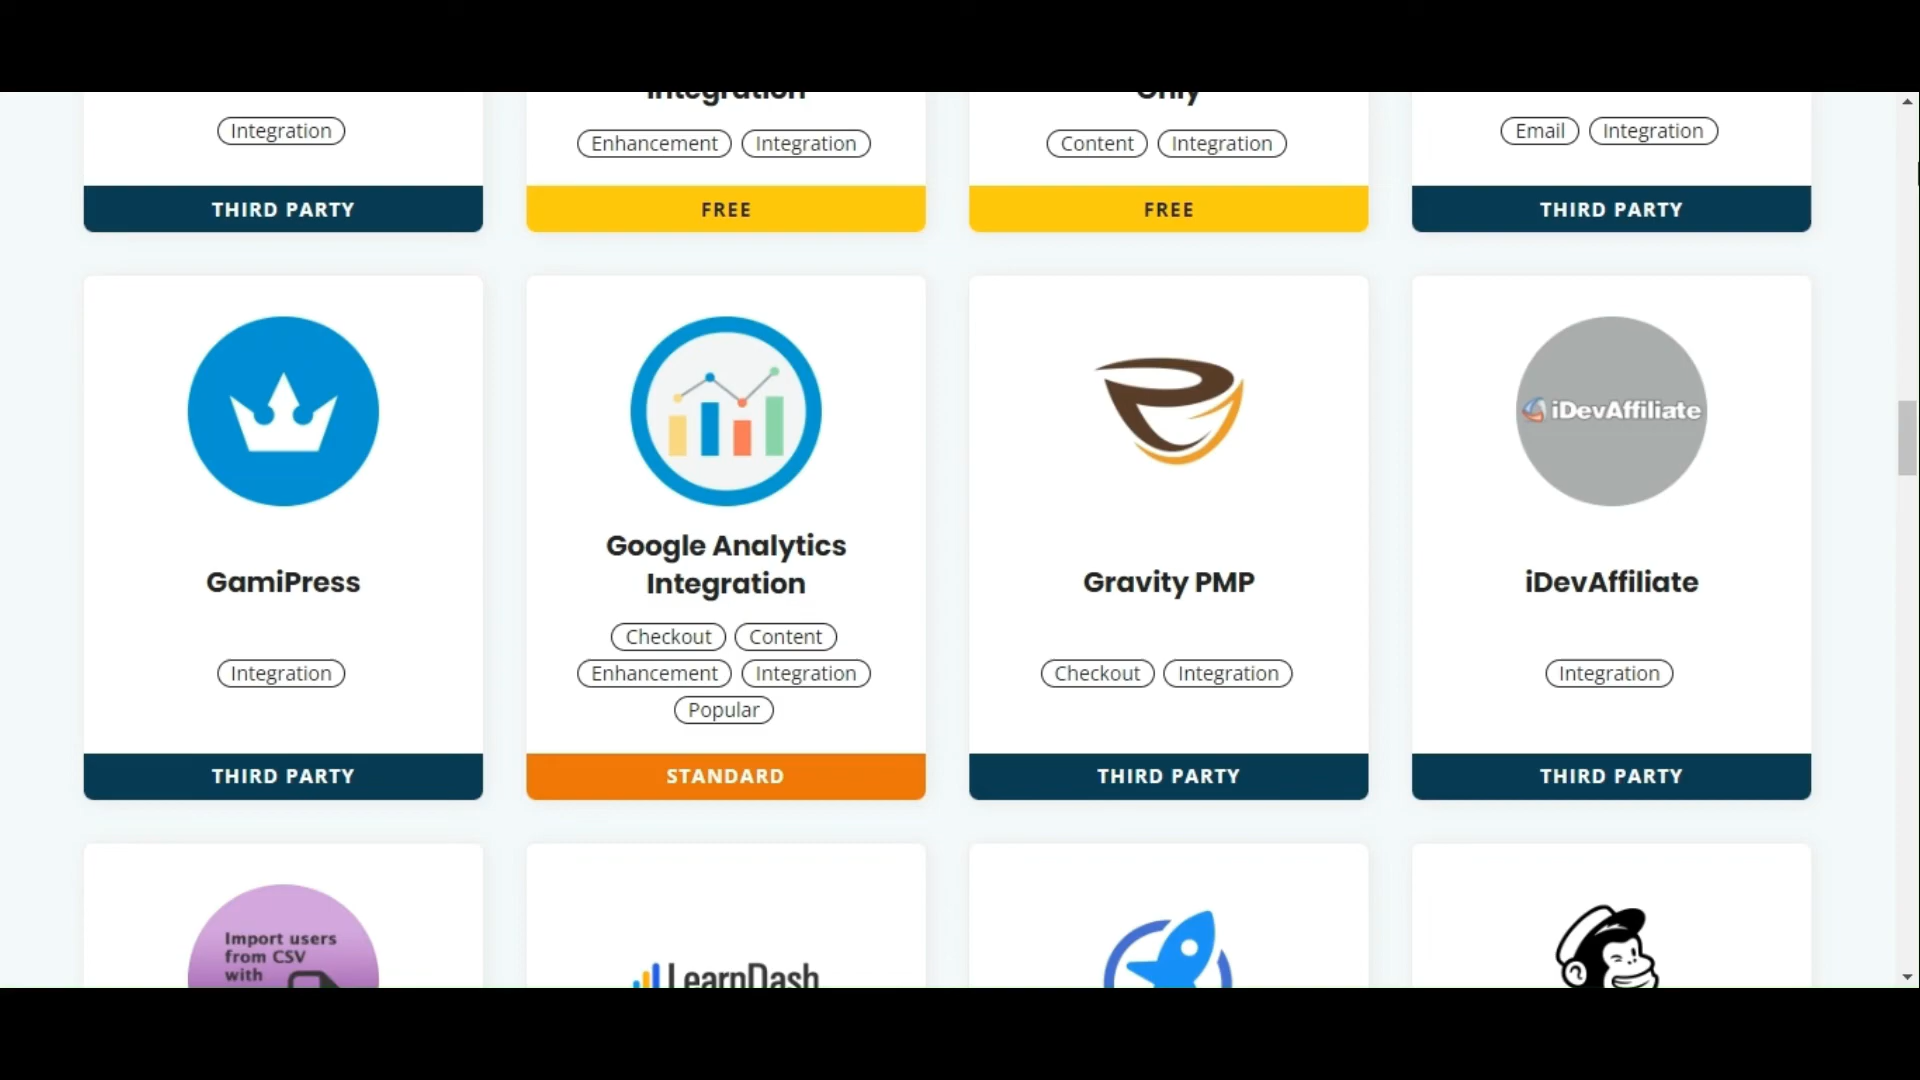 Integration
Only
Integration
Enhancement Integration
Content Integration
Email Integration
THIRD PARTY
FREE
FREE
THIRD PARTY
iDevAffiliate
GamiPress
Google Analytics
Integration
Gravity PMP
iDevAffiliate
Integration
Checkout Content
Enhancement Integration
Popular
Checkout Integration
Integration
THIRD PARTY
STANDARD
THIRD PARTY
THIRD PARTY
Import users
from CSV
with
LearnDash